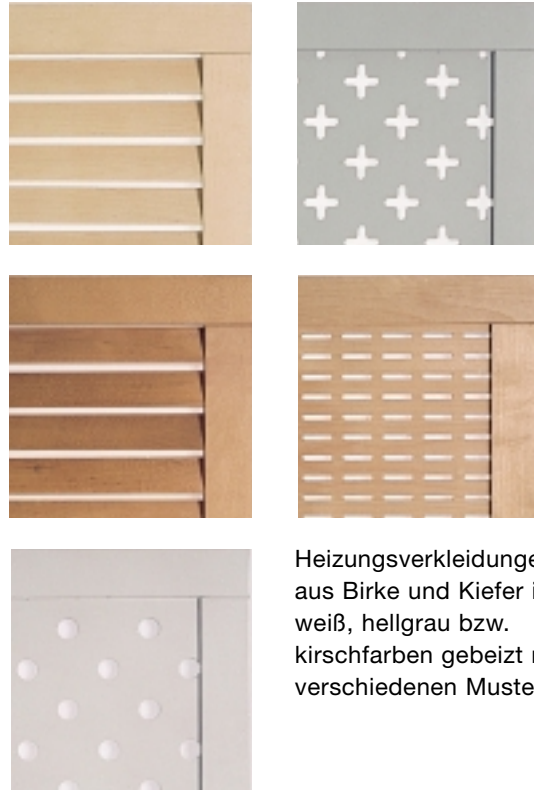 Heizungsverkleidunge
aus Birke und Kiefer i
weiß, hellgrau bzw.
kirschfarben gebeizt
verschiedenen Muste